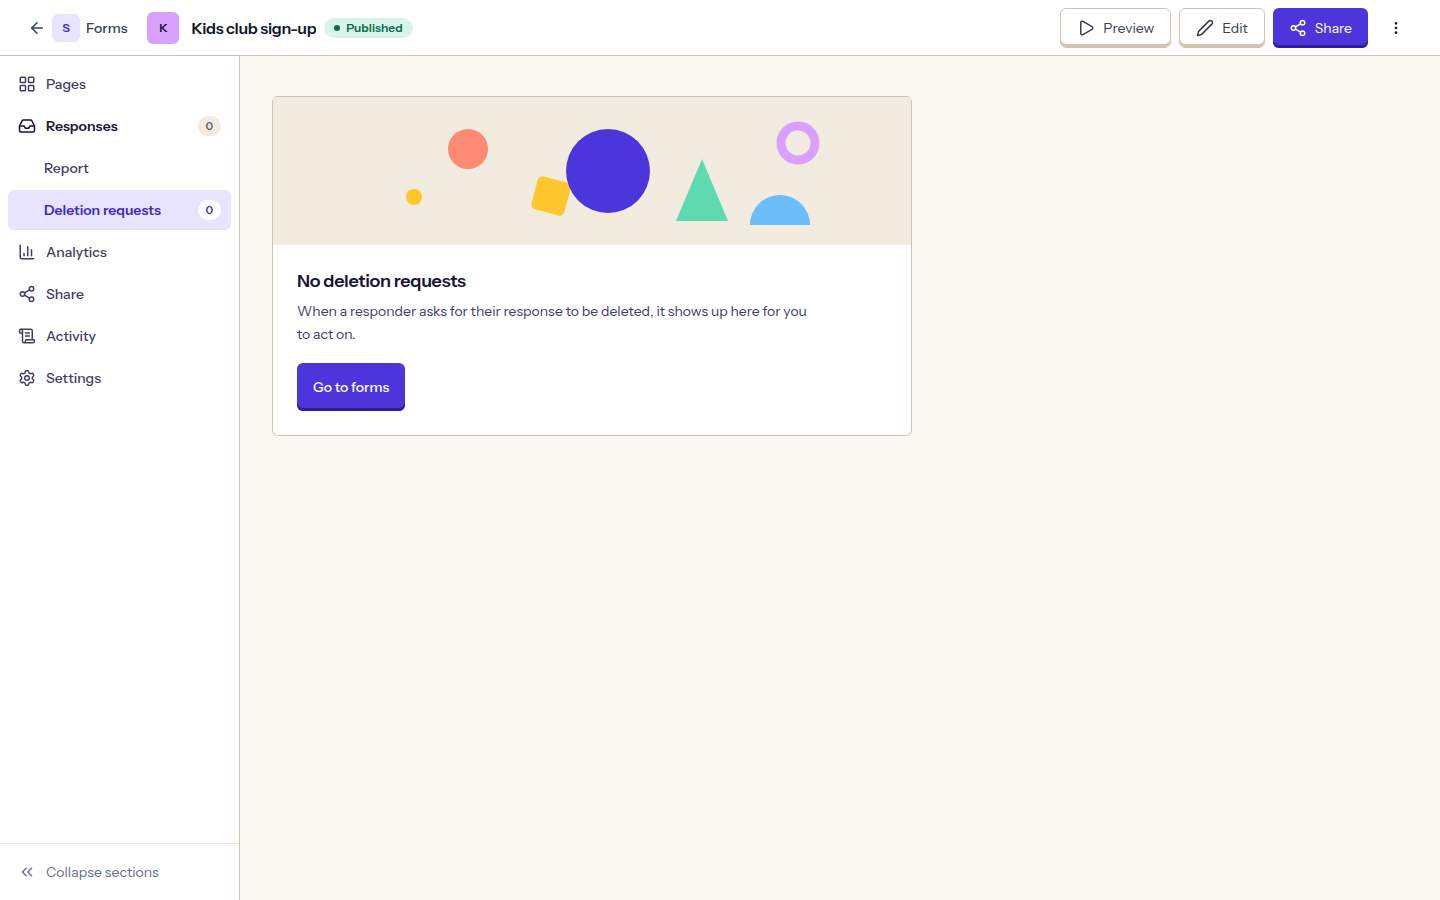 S Forms K Kids club sign-up Published Preview Edit Share
Pages
Responses 0
Report
Deletion requests 0
Analytics
Share
Activity
Settings
Collapse sections
No deletion requests
When a responder asks for their response to be deleted, it shows up here for you
to act on.
Go to forms